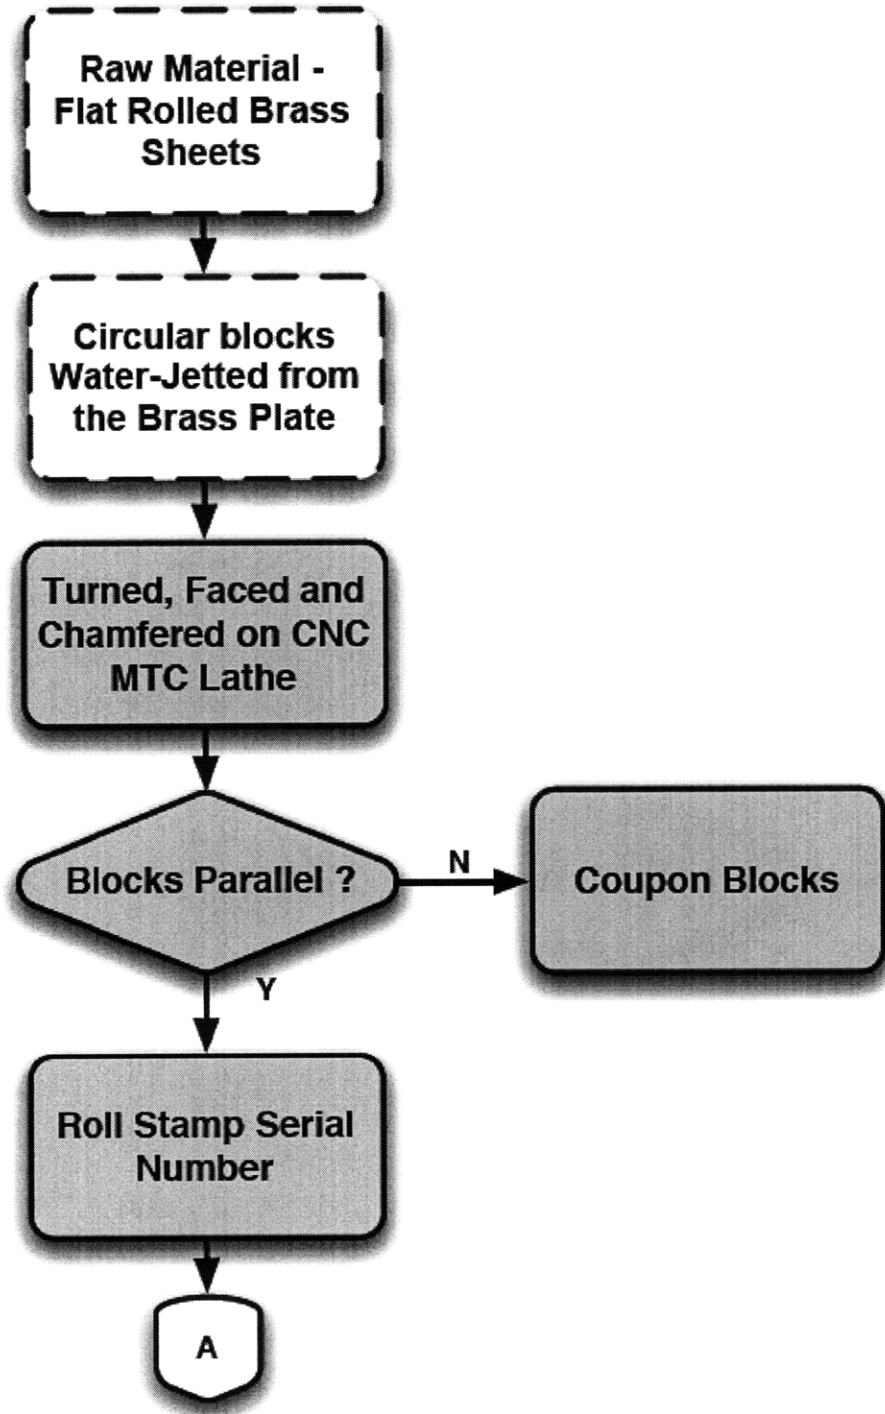 Raw Material -
Flat Rolled Brass
Sheets
Circular blocks
Water-Jetted from
the Brass Plate
Turned, Faced and
Chamfered on CNC
MTC Lathe
Blocks Parallel ?
N
Coupon Blocks
Y
Roll Stamp Serial
Number
A